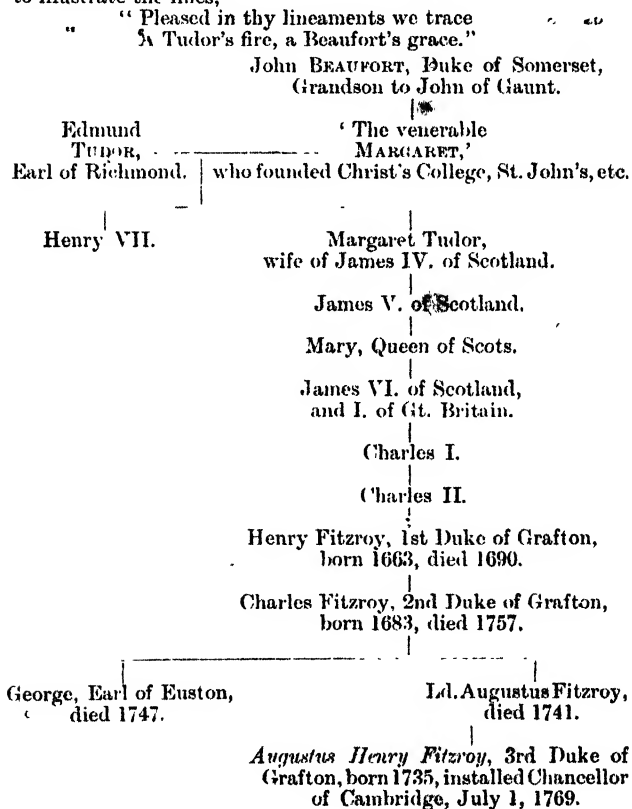 to illustrate the lines,
“ Pleased in thy lineaments we trace
A Tudor's fire, a Beaufort's grace.”
John BEAUFORT, Duke of Somerset,
Grandson to John of Gaunt.
Edmund
TUDOR,
Earl of Richmond.
‘ The venerable
MARGARET,’
who founded Christ's College, St. John's, etc.
Henry VII.
Margaret Tudor,
wife of James IV. of Scotland.
James V. of Scotland.
Mary, Queen of Scots.
James VI. of Scotland,
and I. of Gt. Britain.
Charles I.
Charles II.
Henry Fitzroy, 1st Duke of Grafton,
born 1663, died 1690.
Charles Fitzroy, 2nd Duke of Grafton,
born 1683, died 1757.
George, Earl of Euston,
died 1747.
Ld. Augustus Fitzroy,
died 1741.
Augustus Henry Fitzroy, 3rd Duke of
Grafton, born 1735, installed Chancellor
of Cambridge, July 1, 1769.